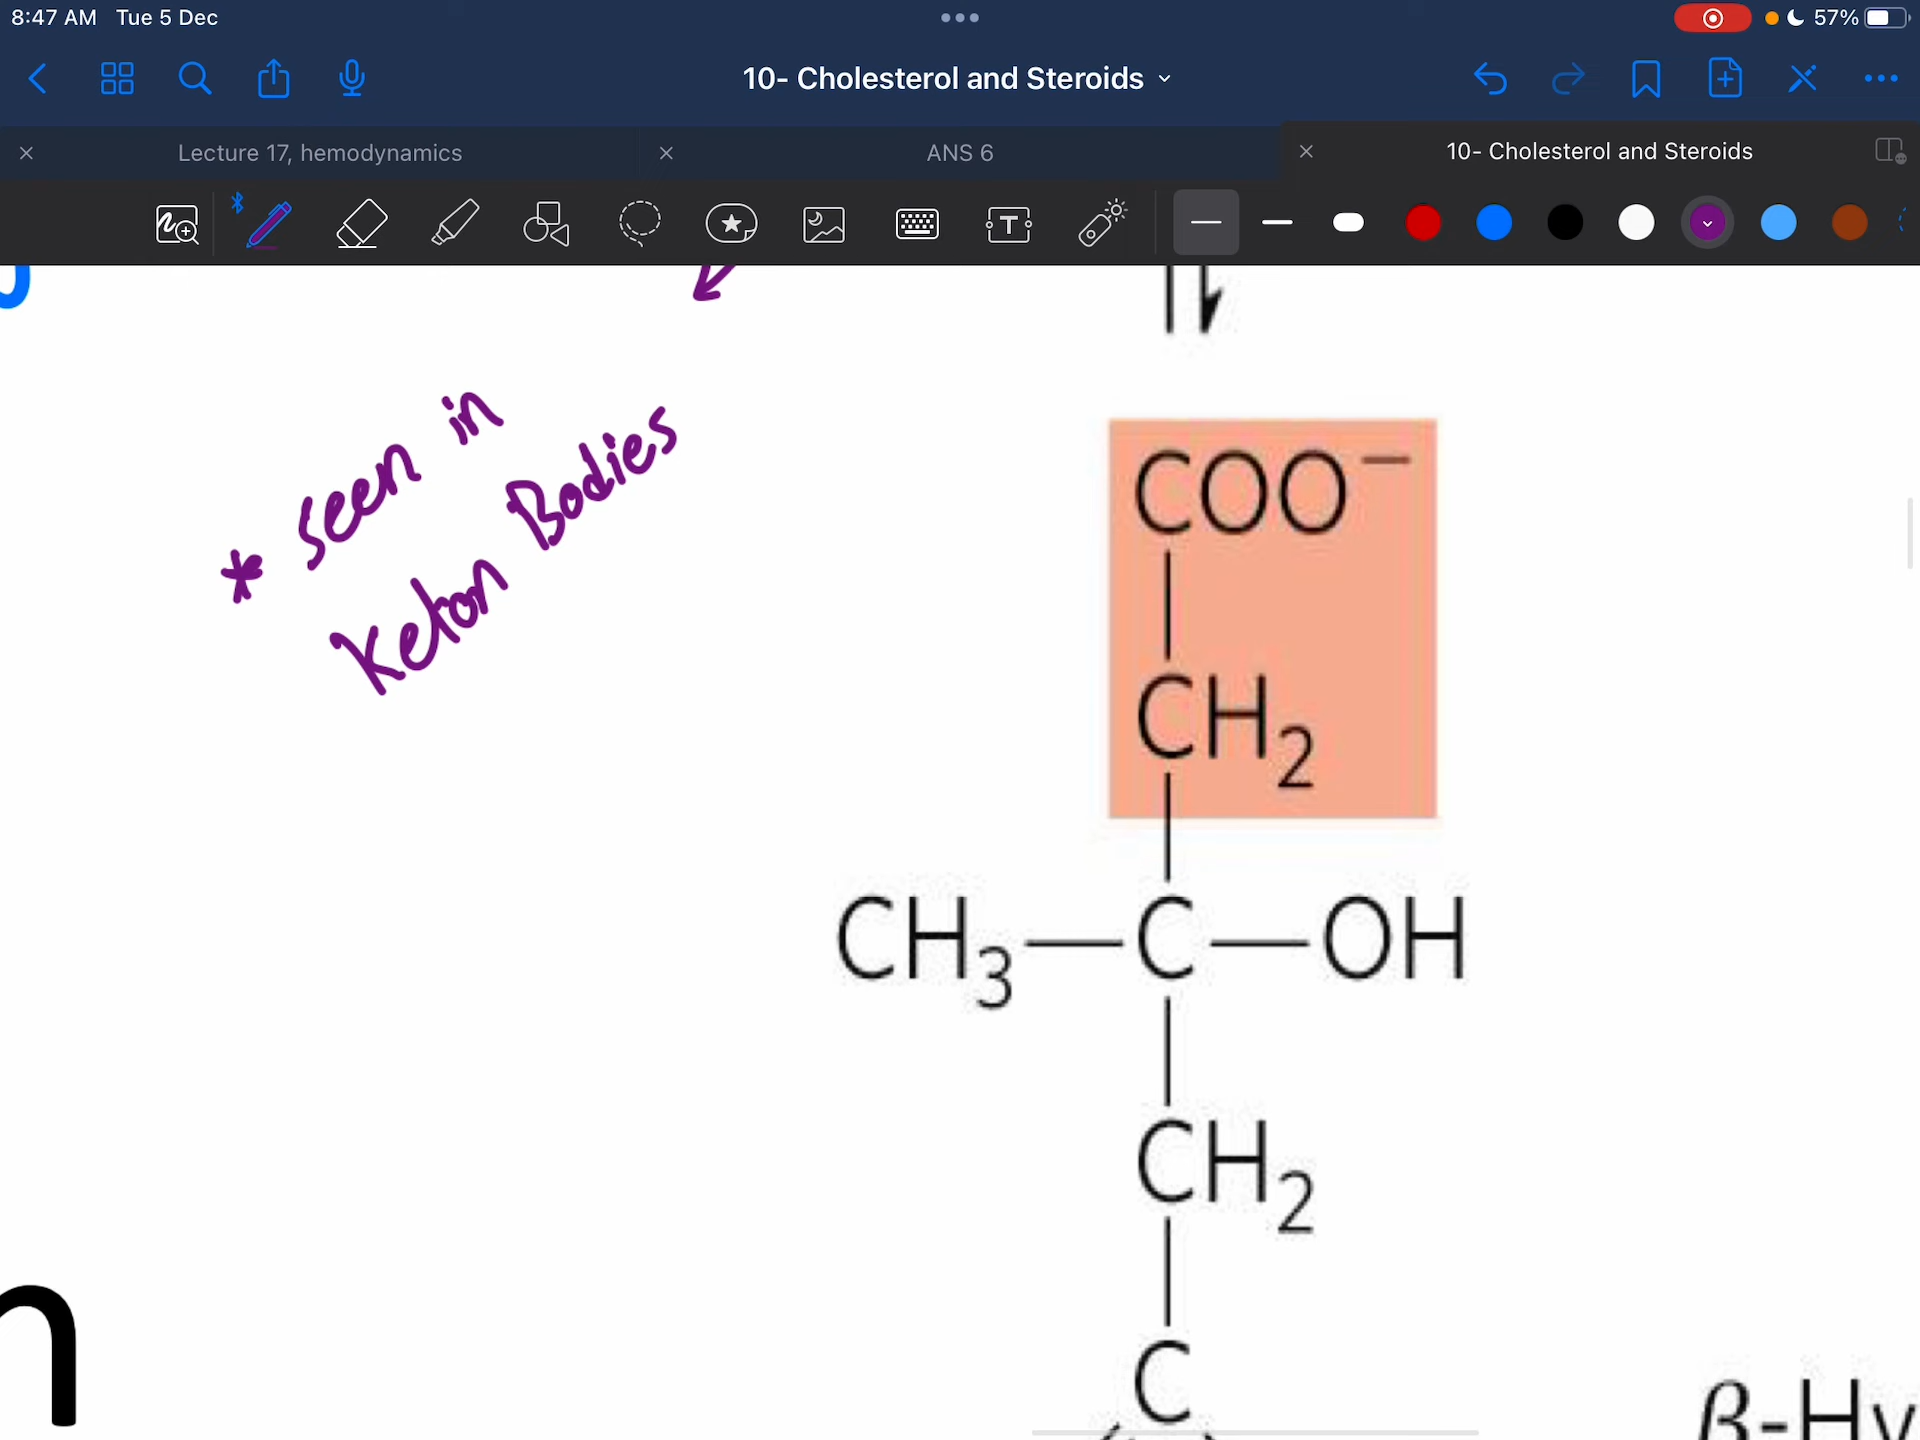 8:47 AM Tue 5 Dec
57%
10- Cholesterol and Steroids
Lecture 17, hemodynamics
ANS 6
10- Cholesterol and Steroids
T
* seen in
Keton Bodies
COO⁻
CH₂
CH₃—C—OH
CH₂
C
n
β-Hy